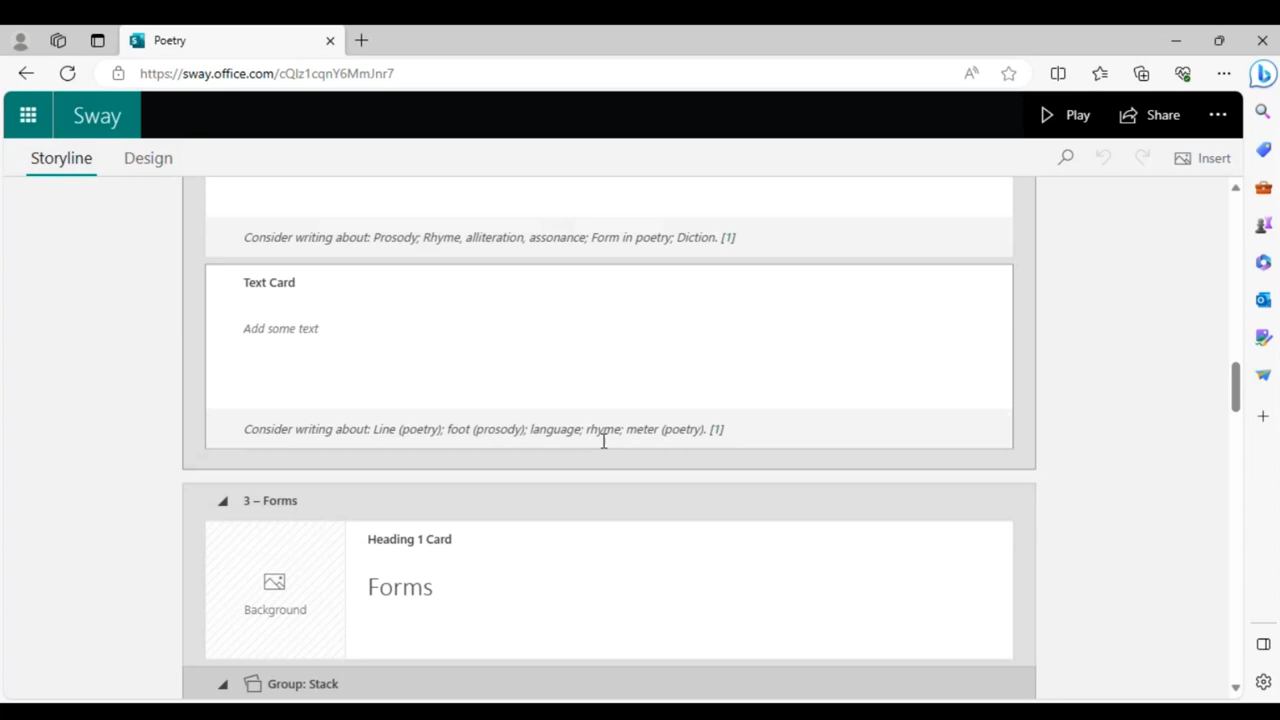 Poetry
https://sway.office.com/cQIz1cqnY6MmJnr7
Sway
Play
Share
Storyline
Design
Insert
Consider writing about: Prosody; Rhyme, alliteration, assonance; Form in poetry; Diction. [1]
Text Card
Add some text
Consider writing about: Line (poetry); foot (prosody); language; rhyme; meter (poetry). [1]
3 – Forms
Heading 1 Card
Background
Forms
Group: Stack